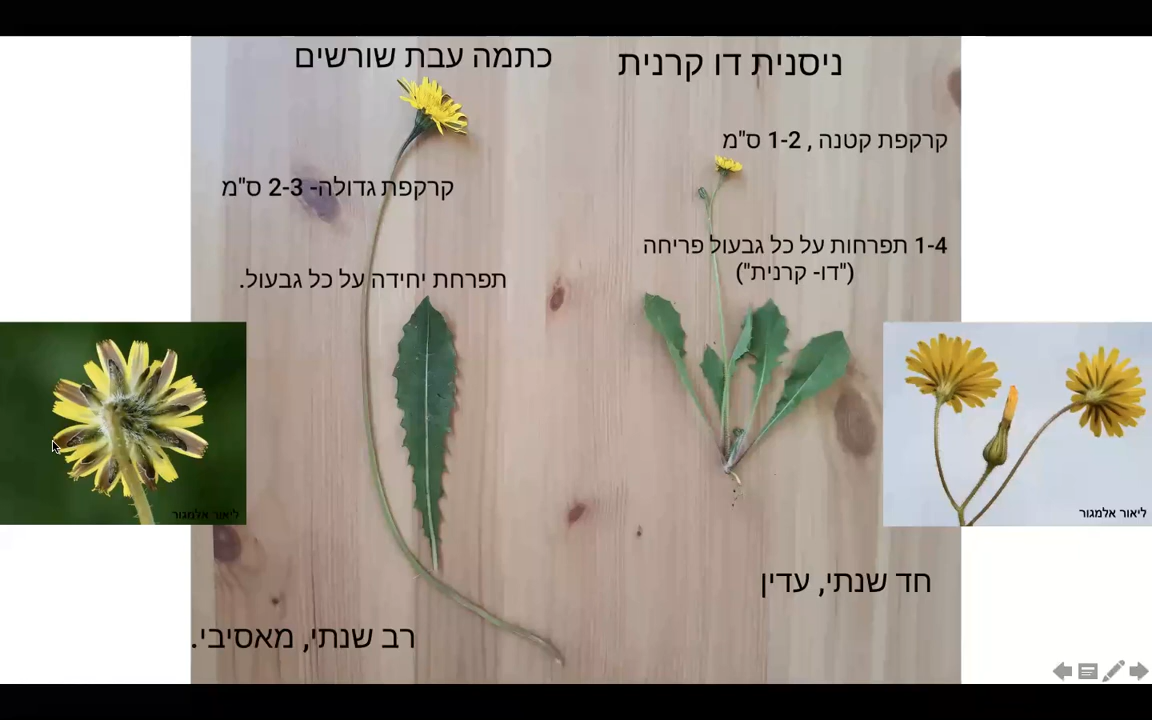 ניסנית דו קרנית
כתמה עבת שורשים
קרקפת קטנה , 1-2 ס"מ
קרקפת גדולה- 2-3 ס"מ
1-4 תפרחות על כל גבעול פריחה
("דו- קרנית")
תפרחת יחידה על כל גבעול.
ליאור אלמגור
ליאור אלמגור
חד שנתי, עדין
רב שנתי, מאסיבי.